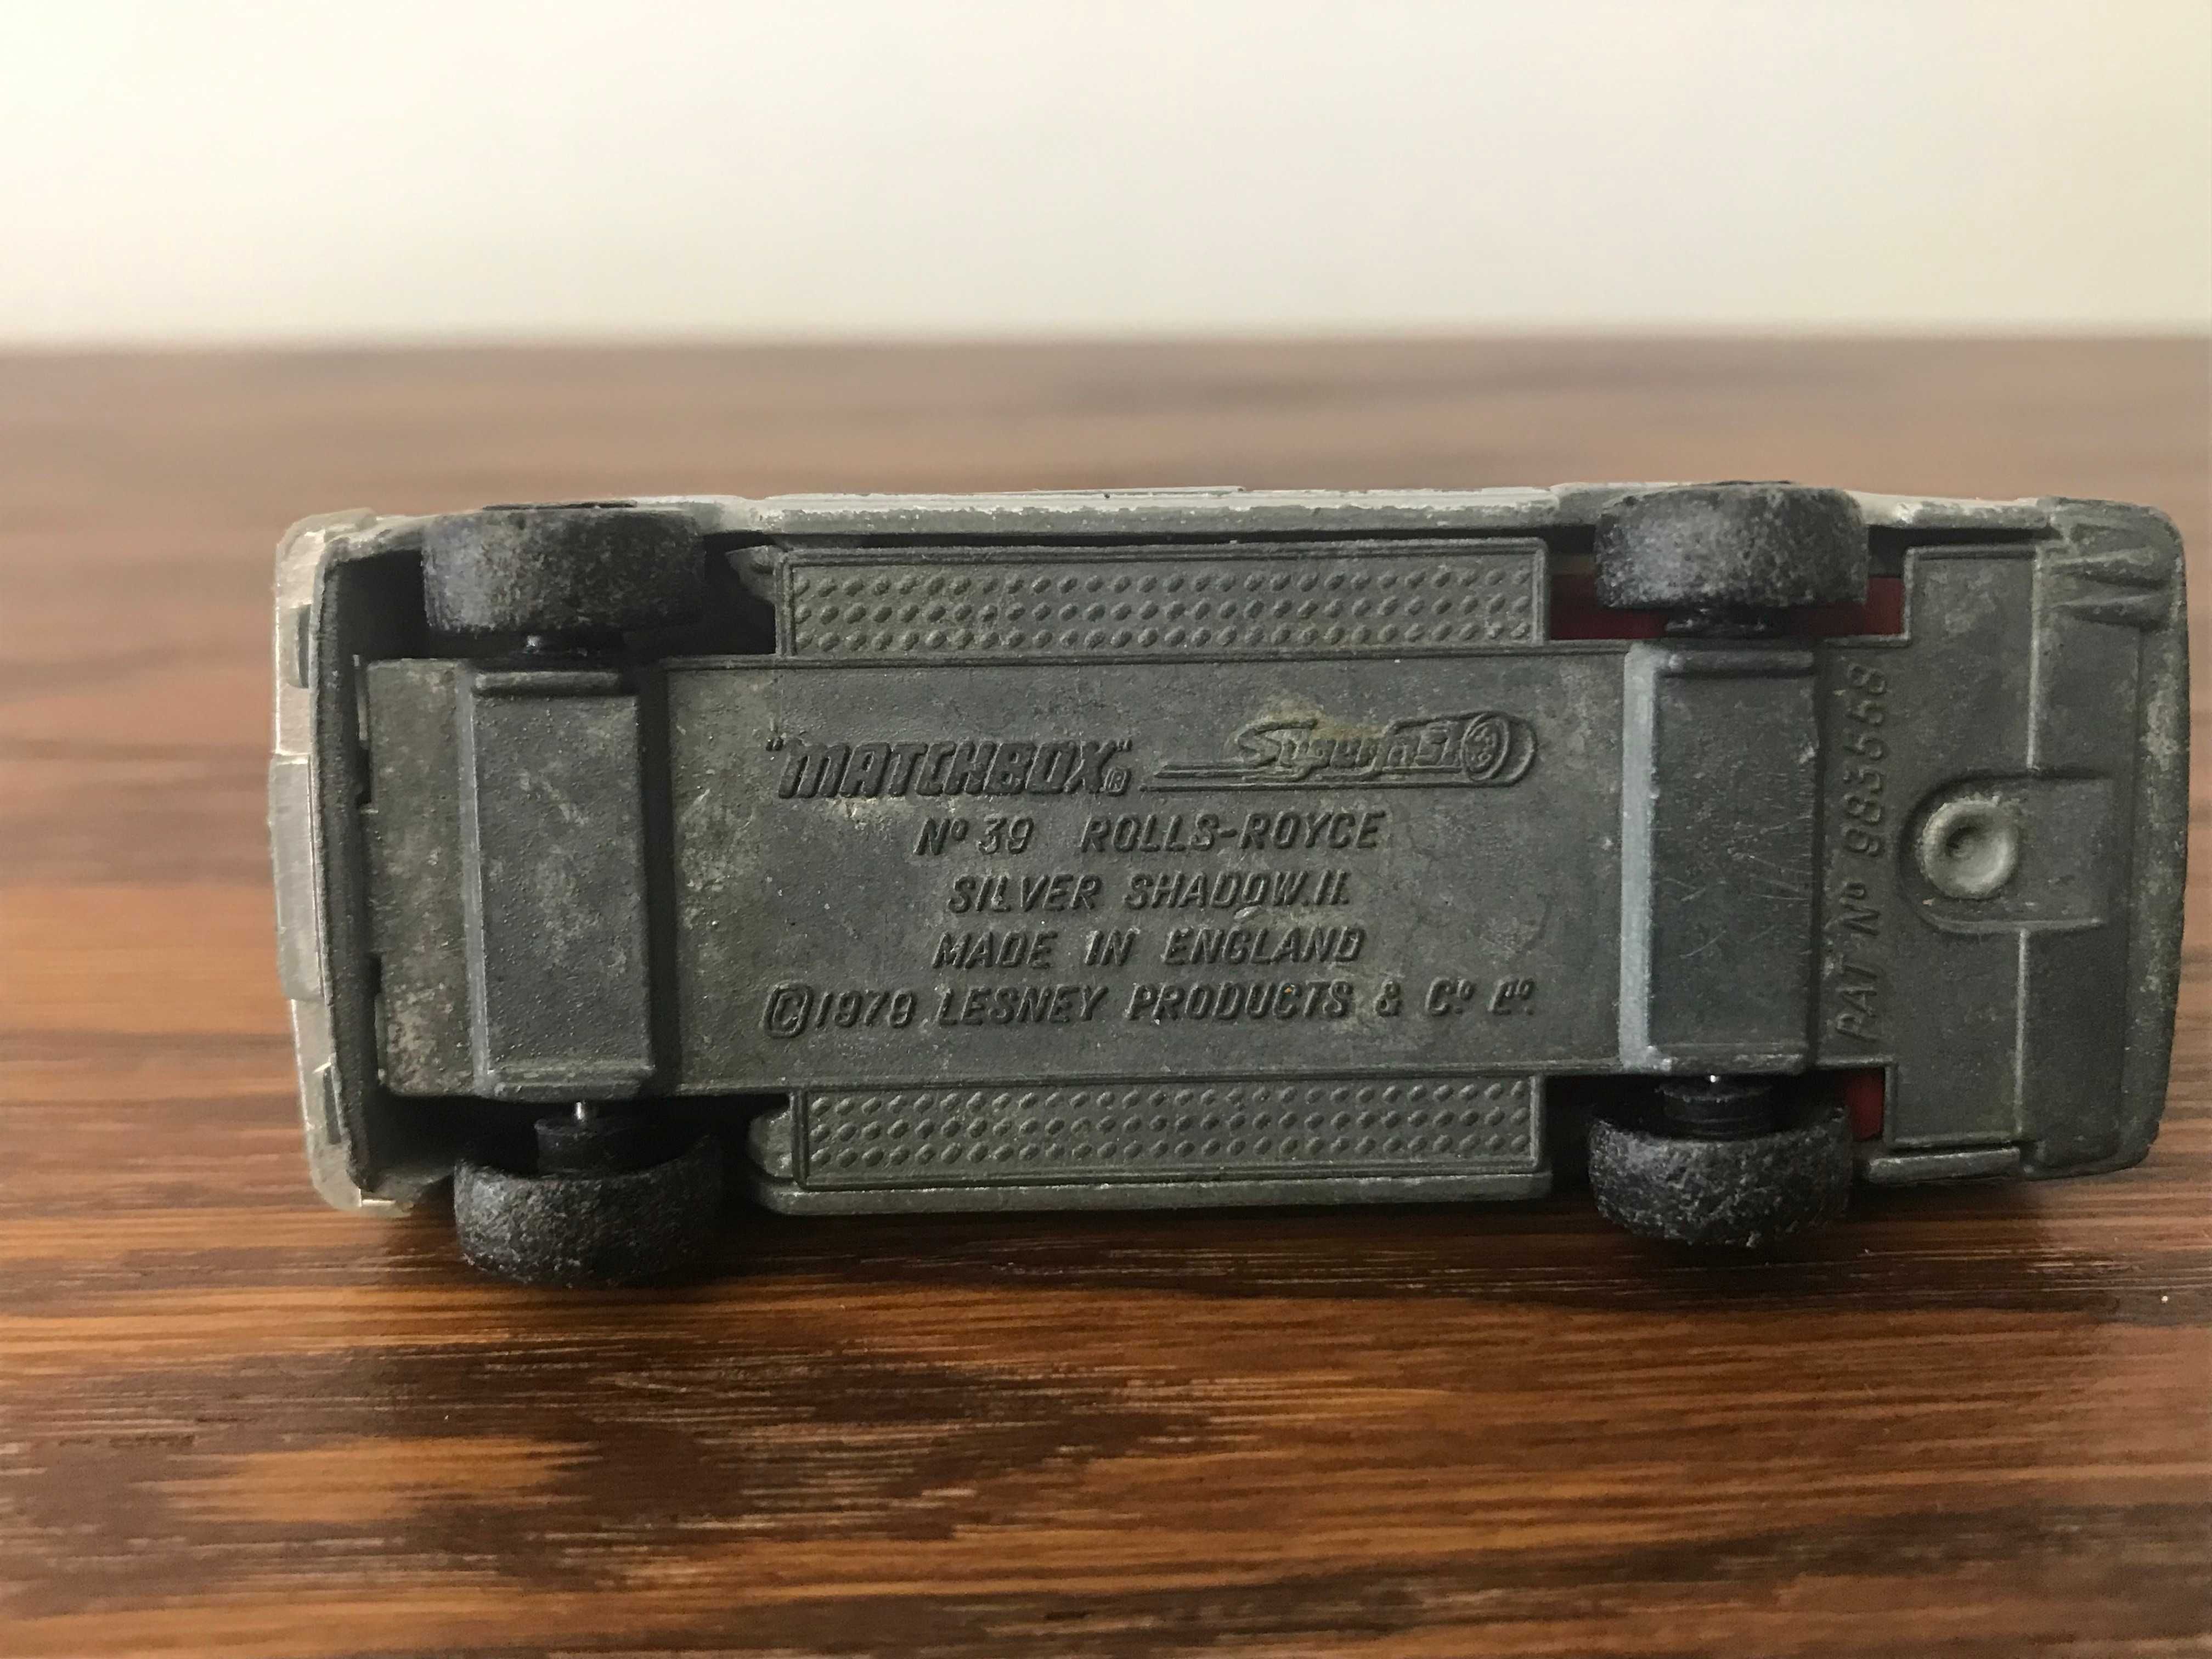 "MATCHBOX"® Superfast
Nº 39 ROLLS-ROYCE
SILVER SHADOW.II.
MADE IN ENGLAND
©1979 LESNEY PRODUCTS & Cº Lº
PAT Nº 983558